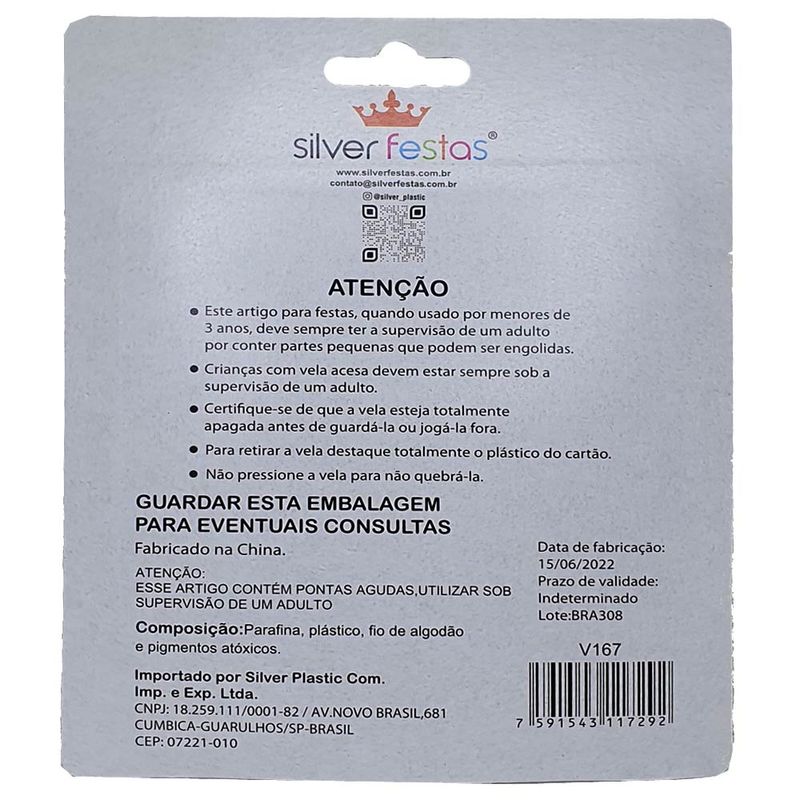 silver festas®
www.silverfestas.com.br
contato@silverfestas.com.br
@silver_plastic
ATENÇÃO
• Este artigo para festas, quando usado por menores de
3 anos, deve sempre ter a supervisão de um adulto
por conter partes pequenas que podem ser engolidas.
• Crianças com vela acesa devem estar sempre sob a
supervisão de um adulto.
• Certifique-se de que a vela esteja totalmente
apagada antes de guardá-la ou jogá-la fora.
• Para retirar a vela destaque totalmente o plástico do cartão.
• Não pressione a vela para não quebrá-la.
GUARDAR ESTA EMBALAGEM
PARA EVENTUAIS CONSULTAS
Fabricado na China.
ATENÇÃO:
ESSE ARTIGO CONTÉM PONTAS AGUDAS,UTILIZAR SOB
SUPERVISÃO DE UM ADULTO
Composição:Parafina, plástico, fio de algodão
e pigmentos atóxicos.
Importado por Silver Plastic Com.
Imp. e Exp. Ltda.
CNPJ: 18.259.111/0001-82 / AV.NOVO BRASIL,681
CUMBICA-GUARULHOS/SP-BRASIL
CEP: 07221-010
Data de fabricação:
15/06/2022
Prazo de validade:
Indeterminado
Lote:BRA308
V167
7 591543 117292